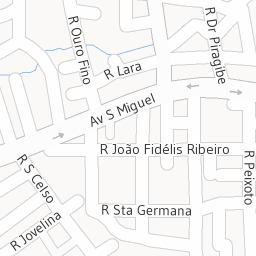 R Ouro Fino
R Dr Piragibe
R Lara
Av S Miguel
R João Fidélis Ribeiro
R S Celso
R Peixoto
R Sta Germana
R Jovelina